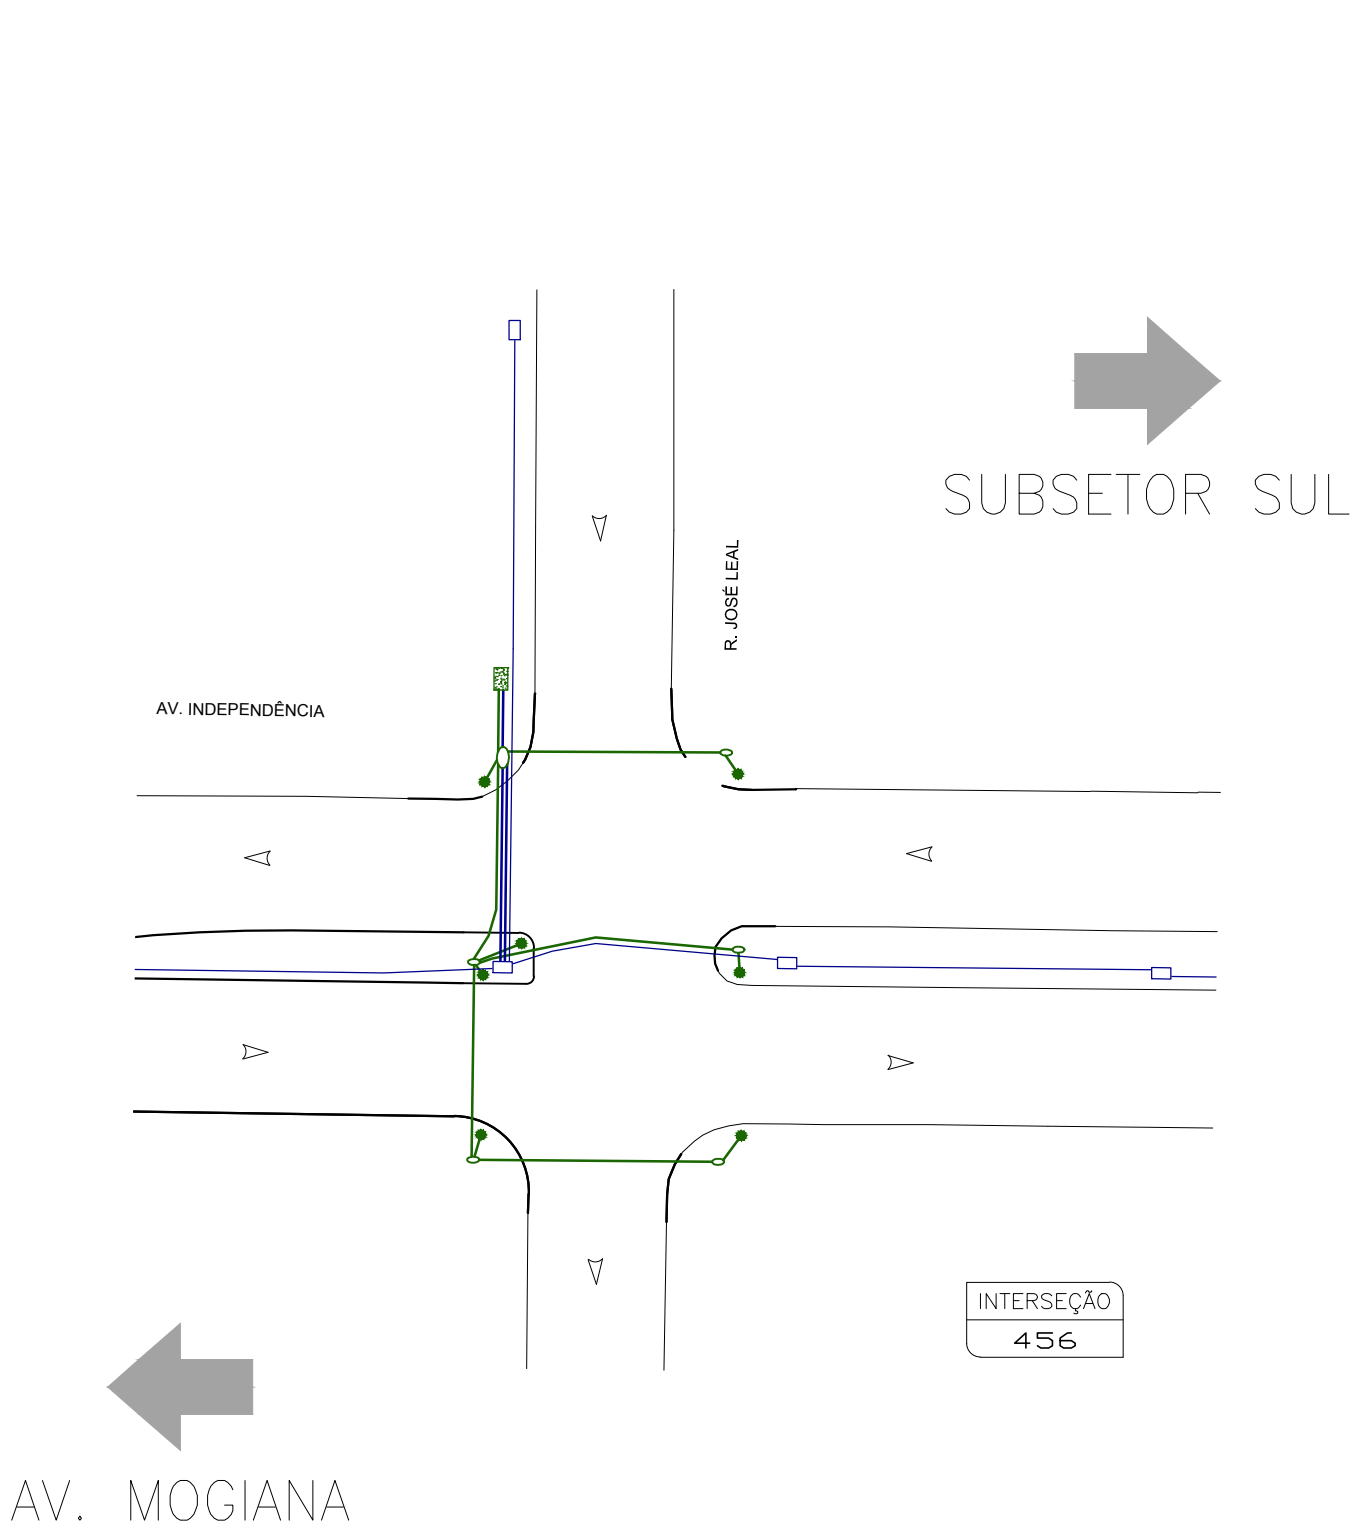 SUBSETOR SUL
R. JOSÉ LEAL
AV. INDEPENDÊNCIA
INTERSEÇÃO
456
AV. MOGIANA